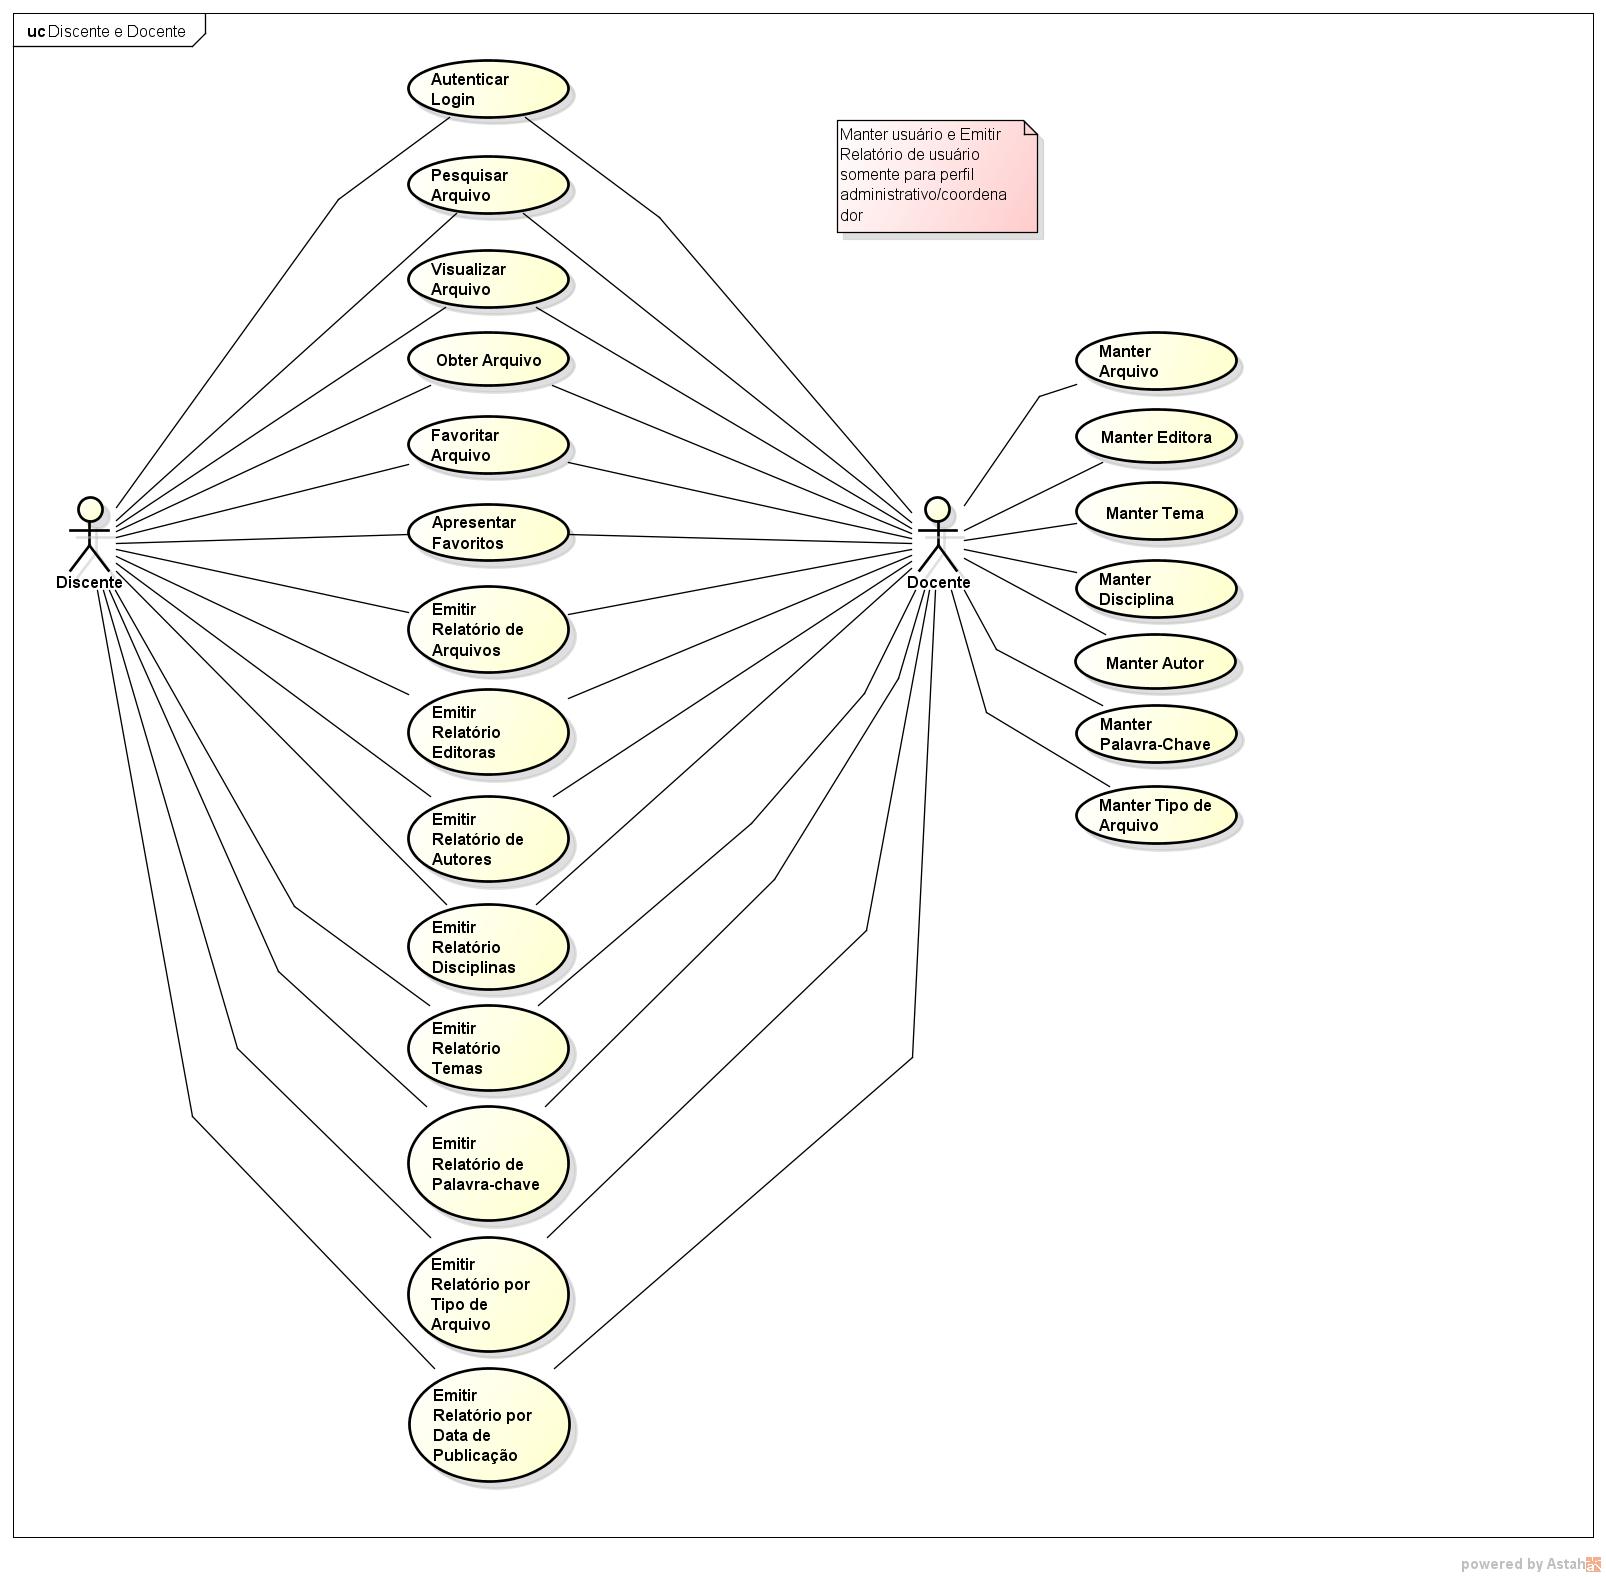 uc Discente e Docente
Autenticar
Login
Pesquisar
Arquivo
Visualizar
Arquivo
Obter Arquivo
Favoritar
Arquivo
Apresentar
Favoritos
Emitir
Relatório de
Arquivos
Emitir
Relatório
Editoras
Emitir
Relatório de
Autores
Emitir
Relatório
Disciplinas
Emitir
Relatório
Temas
Emitir
Relatório de
Palavra-chave
Emitir
Relatório por
Tipo de
Arquivo
Emitir
Relatório por
Data de
Publicação
Discente
Docente
Manter usuário e Emitir
Relatório de usuário
somente para perfil
administrativo/coordena
dor
Manter
Arquivo
Manter Editora
Manter Tema
Manter
Disciplina
Manter Autor
Manter
Palavra-Chave
Manter Tipo de
Arquivo
powered by Astah